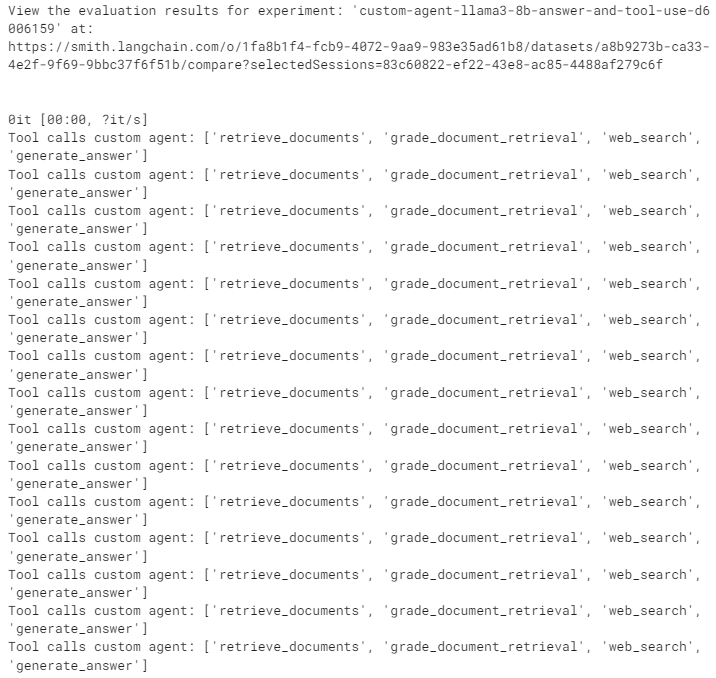 View the evaluation results for experiment: 'custom-agent-llama3-8b-answer-and-tool-use-d6
006159' at:
https://smith.langchain.com/o/1fa8b1f4-fcb9-4072-9aa9-983e35ad61b8/datasets/a8b9273b-ca33-
4e2f-9f69-9bbc37f6f51b/compare?selectedSessions=83c60822-ef22-43e8-ac85-4488af279c6f
0it [00:00, ?it/s]
Tool calls custom agent: ['retrieve_documents', 'grade_document_retrieval', 'web_search',
'generate_answer']
Tool calls custom agent: ['retrieve_documents', 'grade_document_retrieval', 'web_search',
'generate_answer']
Tool calls custom agent: ['retrieve_documents', 'grade_document_retrieval', 'web_search',
'generate_answer']
Tool calls custom agent: ['retrieve_documents', 'grade_document_retrieval', 'web_search',
'generate_answer']
Tool calls custom agent: ['retrieve_documents', 'grade_document_retrieval', 'web_search',
'generate_answer']
Tool calls custom agent: ['retrieve_documents', 'grade_document_retrieval', 'web_search',
'generate_answer']
Tool calls custom agent: ['retrieve_documents', 'grade_document_retrieval', 'web_search',
'generate_answer']
Tool calls custom agent: ['retrieve_documents', 'grade_document_retrieval', 'web_search',
'generate_answer']
Tool calls custom agent: ['retrieve_documents', 'grade_document_retrieval', 'web_search',
'generate_answer']
Tool calls custom agent: ['retrieve_documents', 'grade_document_retrieval', 'web_search',
'generate_answer']
Tool calls custom agent: ['retrieve_documents', 'grade_document_retrieval', 'web_search',
'generate_answer']
Tool calls custom agent: ['retrieve_documents', 'grade_document_retrieval', 'web_search',
'generate_answer']
Tool calls custom agent: ['retrieve_documents', 'grade_document_retrieval', 'web_search',
'generate_answer']
Tool calls custom agent: ['retrieve_documents', 'grade_document_retrieval', 'web_search',
'generate_answer']
Tool calls custom agent: ['retrieve_documents', 'grade_document_retrieval', 'web_search',
'generate_answer']